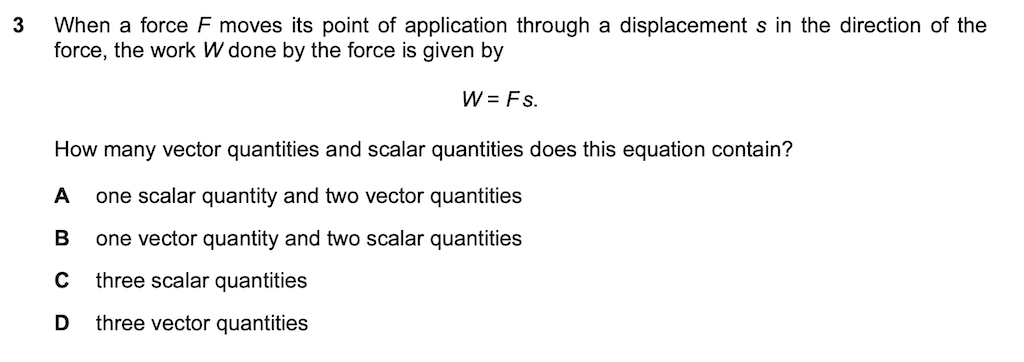 3 When a force F moves its point of application through a displacement s in the direction of the
force, the work W done by the force is given by
W = Fs.
How many vector quantities and scalar quantities does this equation contain?
A one scalar quantity and two vector quantities
B one vector quantity and two scalar quantities
C three scalar quantities
D three vector quantities